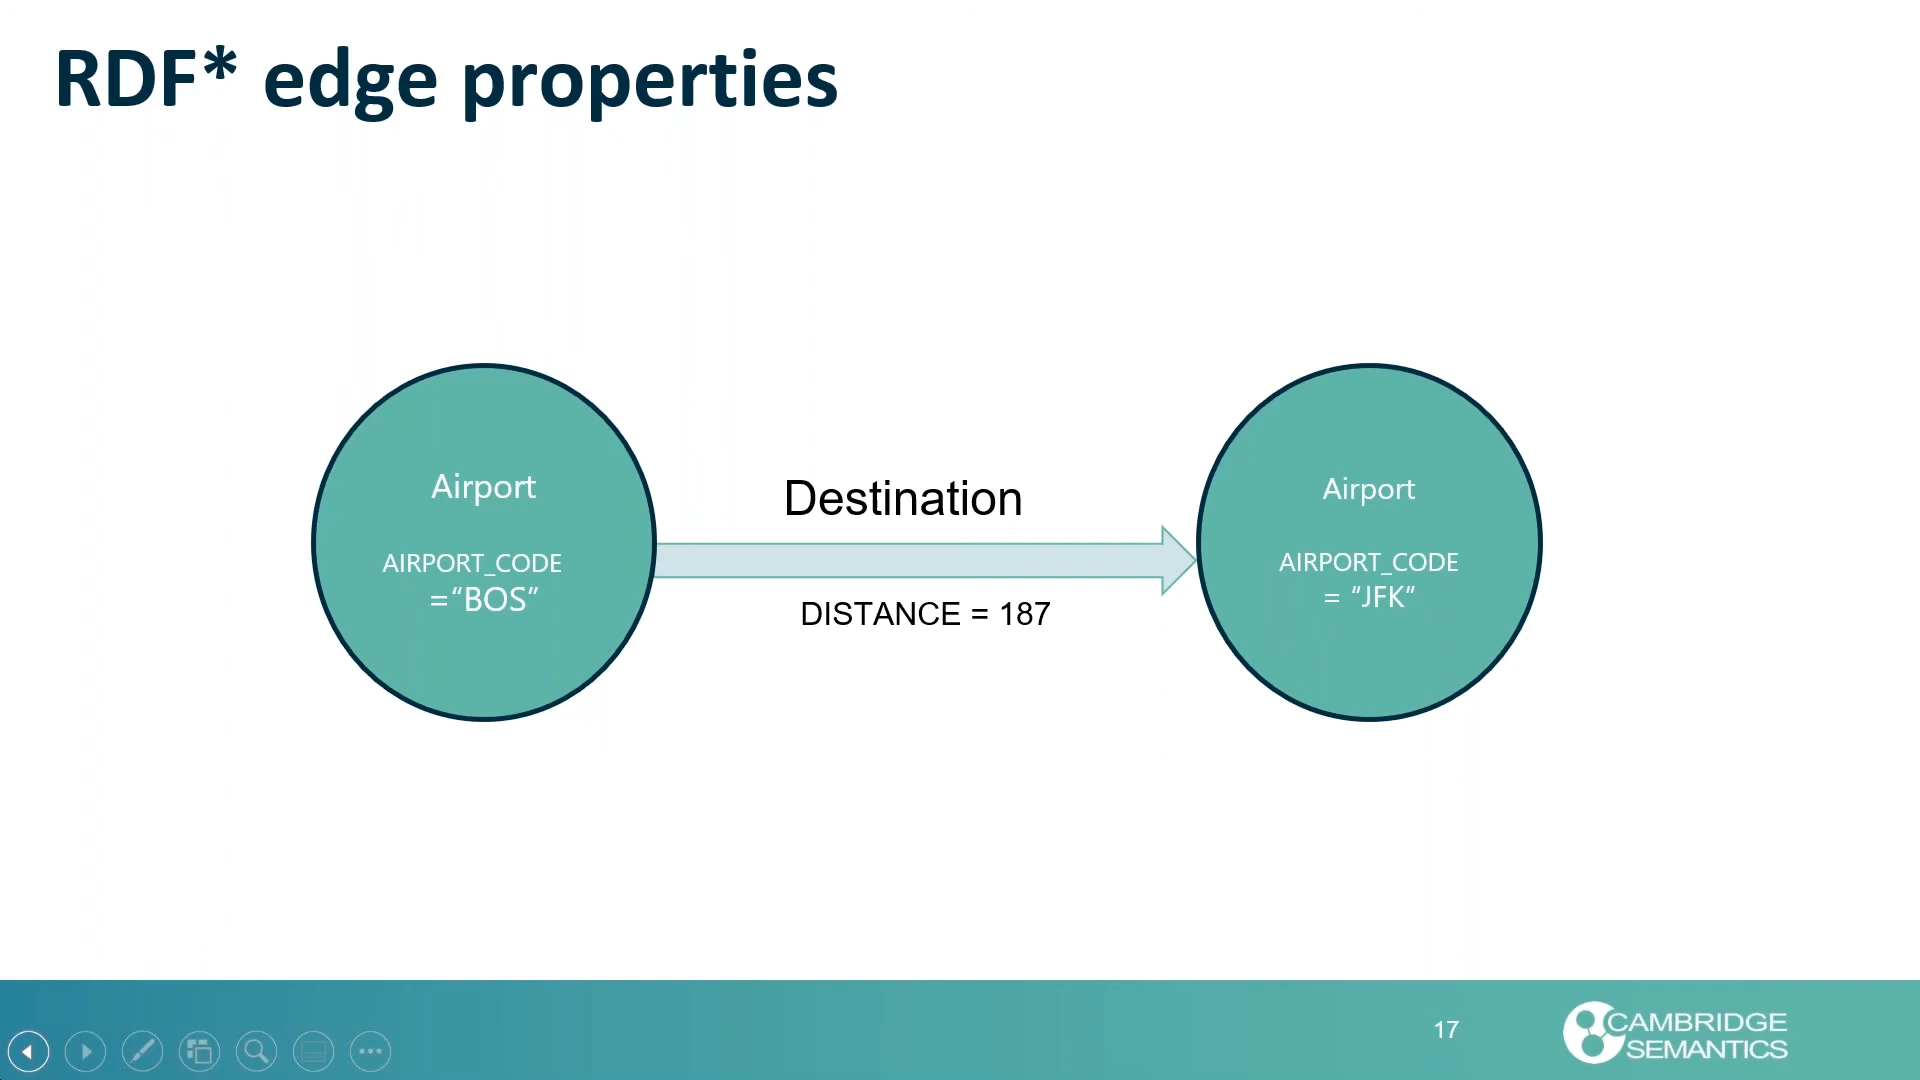 RDF* edge properties
Airport
AIRPORT_CODE
=“BOS”
Destination
DISTANCE = 187
Airport
AIRPORT_CODE
= “JFK”
17
CAMBRIDGE
SEMANTICS